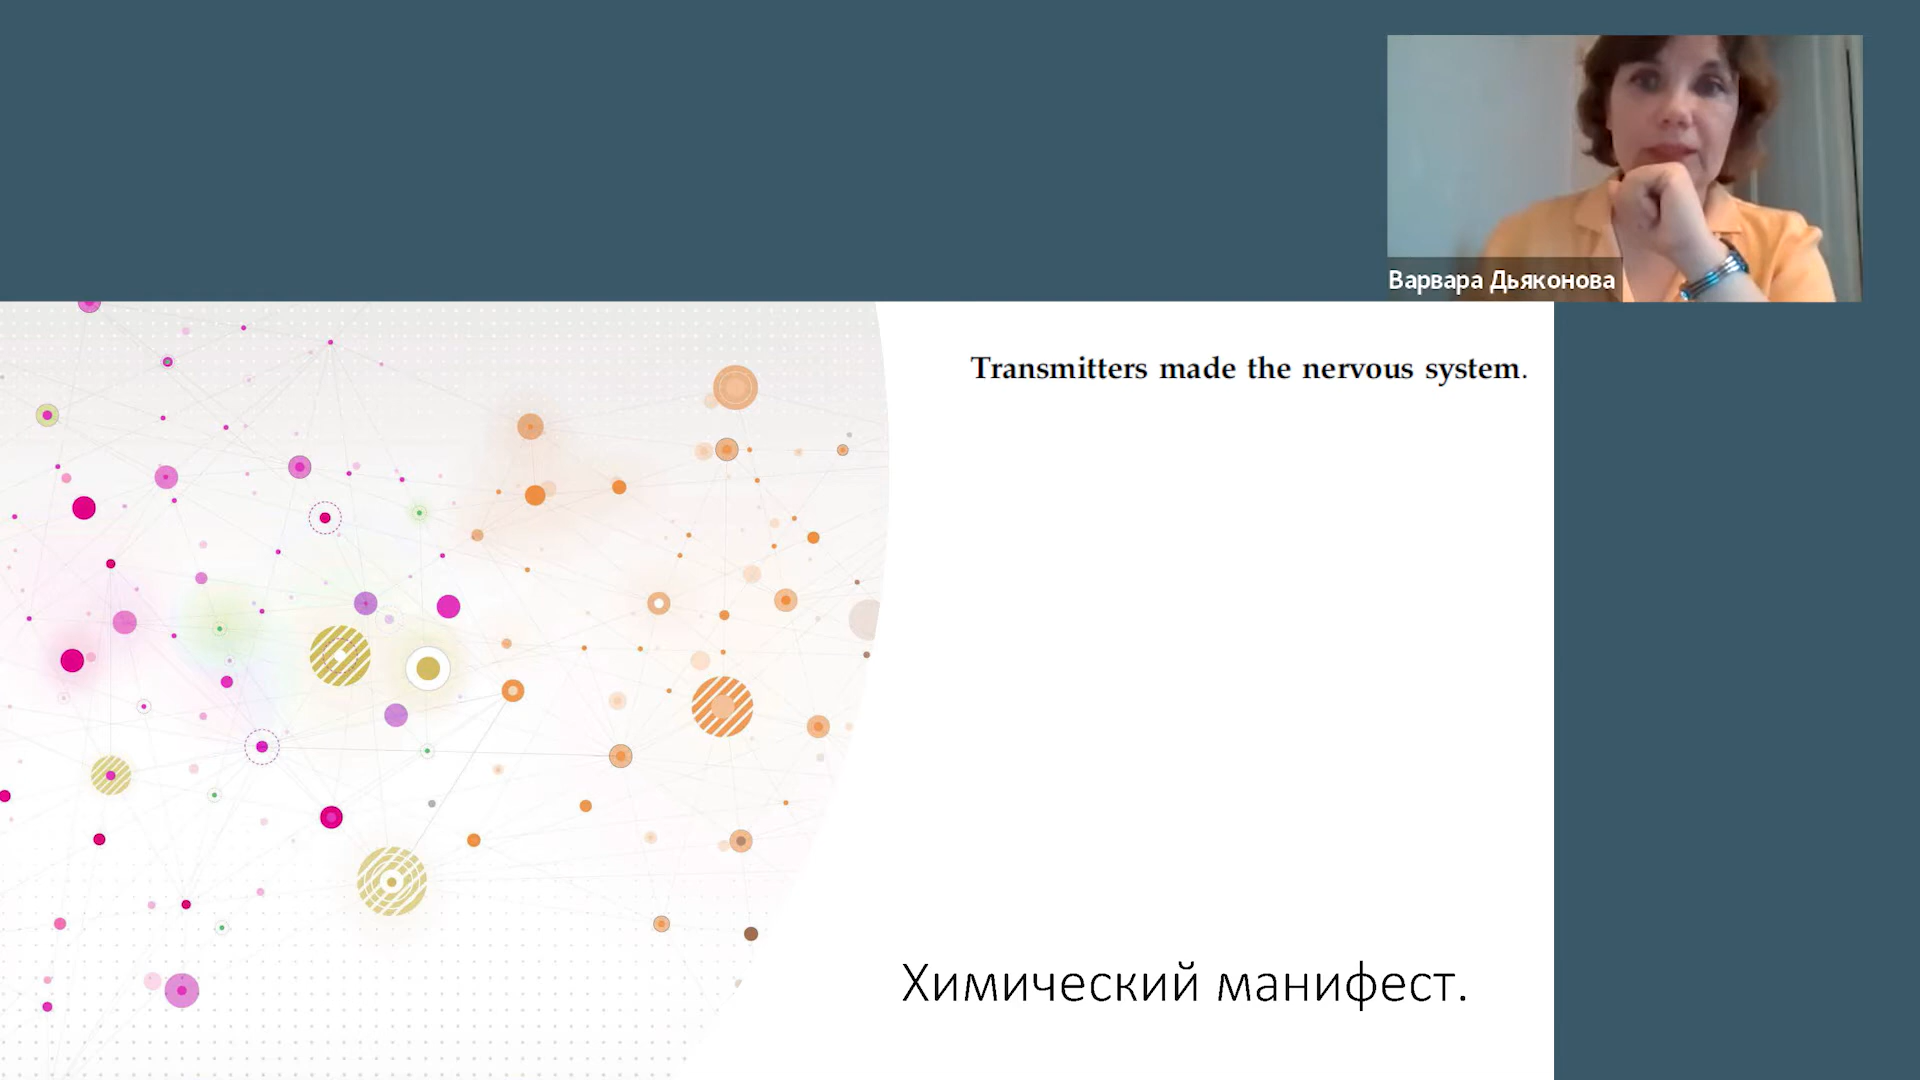 Варвара Дьяконова
Transmitters made the nervous system.
Химический манифест.